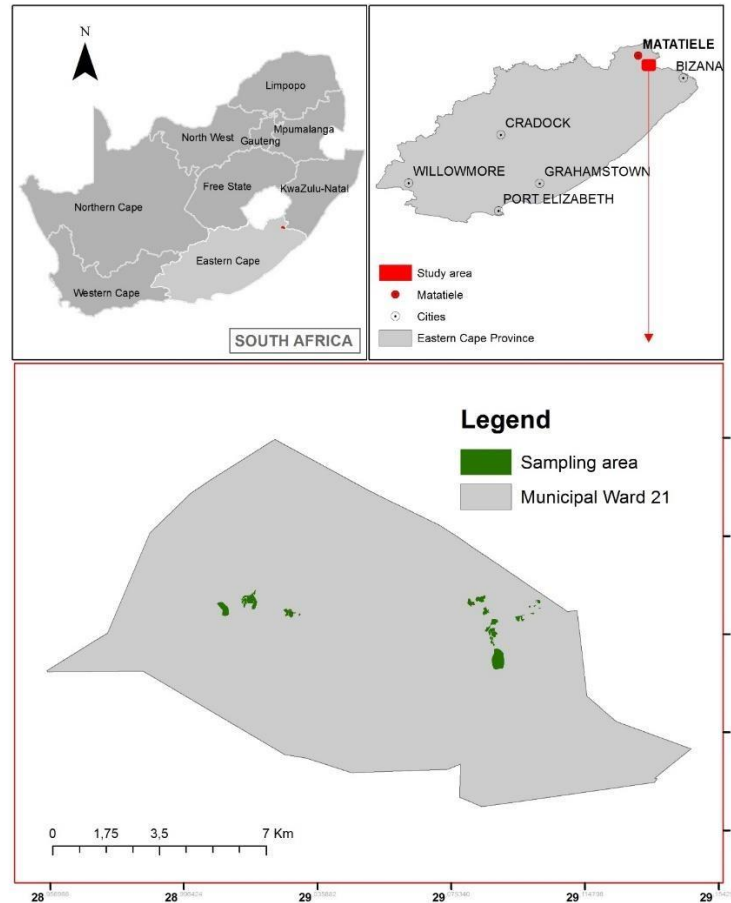 N
Limpopo
North West
Mpumalanga
Gauteng
Free State
KwaZulu-Natal
Northern Cape
Eastern Cape
Western Cape
SOUTH AFRICA
MATATIELE
BIZANA
CRADOCK
WILLOWMORE
GRAHAMSTOWN
PORT ELIZABETH
Study area
Matatiele
Cities
Eastern Cape Province
Legend
Sampling area
Municipal Ward 21
0 1,75 3,5 7 Km
28 28 29 29 29 29